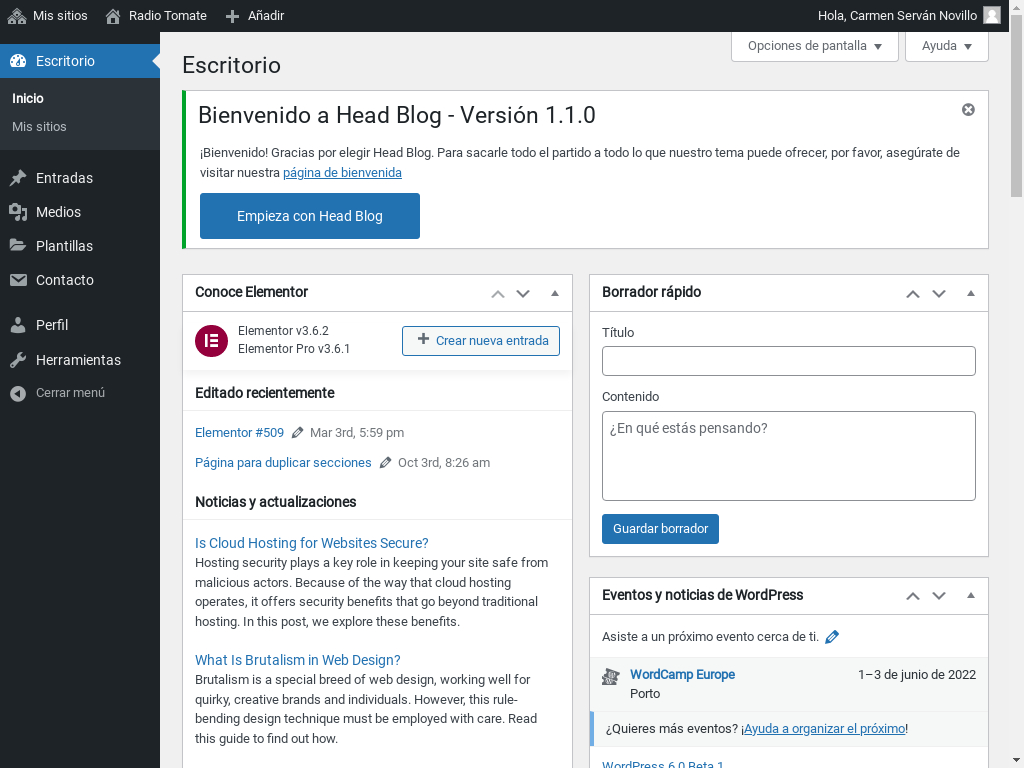 Mis sitios
Radio Tomate
Añadir
Hola, Carmen Serván Novillo
Escritorio
Inicio
Mis sitios
Entradas
Medios
Plantillas
Contacto
Perfil
Herramientas
Cerrar menú
Opciones de pantalla
Ayuda
Escritorio
Bienvenido a Head Blog - Versión 1.1.0
¡Bienvenido! Gracias por elegir Head Blog. Para sacarle todo el partido a todo lo que nuestro tema puede ofrecer, por favor, asegúrate de
visitar nuestra página de bienvenida
Empieza con Head Blog
Conoce Elementor
Elementor v3.6.2
Elementor Pro v3.6.1
Crear nueva entrada
Editado recientemente
Elementor #509 Mar 3rd, 5:59 pm
Página para duplicar secciones Oct 3rd, 8:26 am
Noticias y actualizaciones
Is Cloud Hosting for Websites Secure?
Hosting security plays a key role in keeping your site safe from
malicious actors. Because of the way that cloud hosting
operates, it offers security benefits that go beyond traditional
hosting. In this post, we explore these benefits.
What Is Brutalism in Web Design?
Brutalism is a special breed of web design, working well for
quirky, creative brands and individuals. However, this rule-
bending design technique must be employed with care. Read
this guide to find out how.
Borrador rápido
Título
Contenido
¿En qué estás pensando?
Guardar borrador
Eventos y noticias de WordPress
Asiste a un próximo evento cerca de ti.
WordCamp Europe 1–3 de junio de 2022
Porto
¿Quieres más eventos? ¡Ayuda a organizar el próximo!
WordPress 6.0 Beta 1